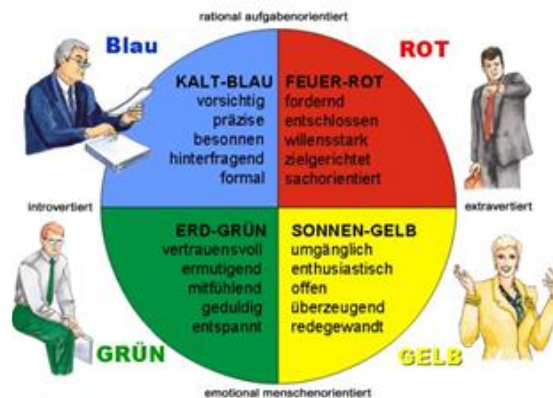 rational aufgabenorientiert
Blau
ROT
KALT-BLAU
vorsichtig
präzise
besonnen
hinterfragend
formal
FEUER-ROT
fordernd
entschlossen
willensstark
zielgerichtet
sachorientiert
introvertiert
extravertiert
ERD-GRÜN
vertrauensvoll
ermutigend
mitfühlend
geduldig
entspannt
SONNEN-GELB
umgänglich
enthusiastisch
offen
überzeugend
redegewandt
GRÜN
GELB
emotional menschenorientiert